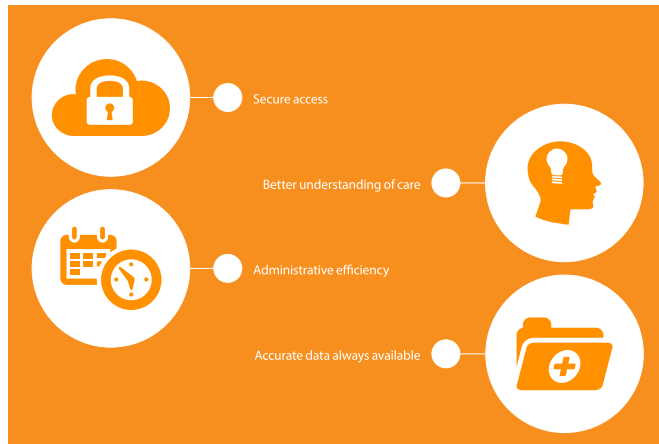 Secure access
Better understanding of care
Administrative efficiency
Accurate data always available